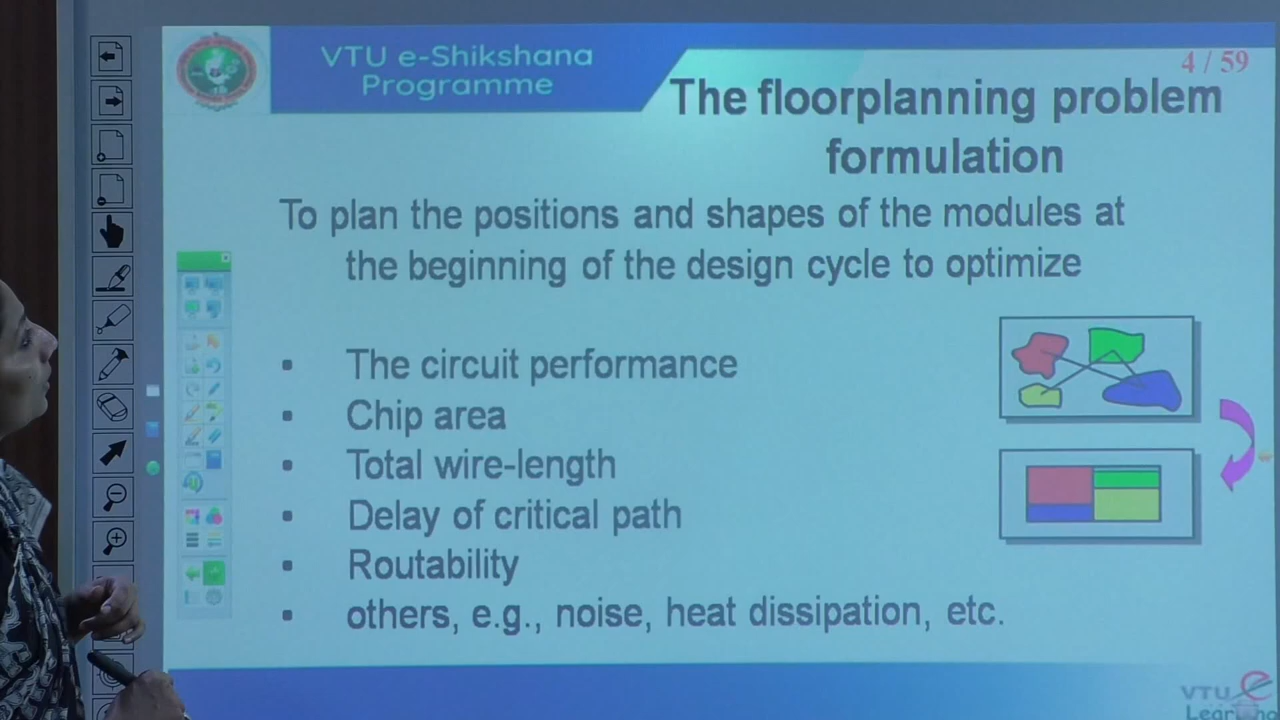 VTU e-Shikshana
Programme
4 / 59
The floorplanning problem
formulation
To plan the positions and shapes of the modules at
the beginning of the design cycle to optimize
▪ The circuit performance
▪ Chip area
▪ Total wire-length
▪ Delay of critical path
▪ Routability
▪ others, e.g., noise, heat dissipation, etc.
VTU e